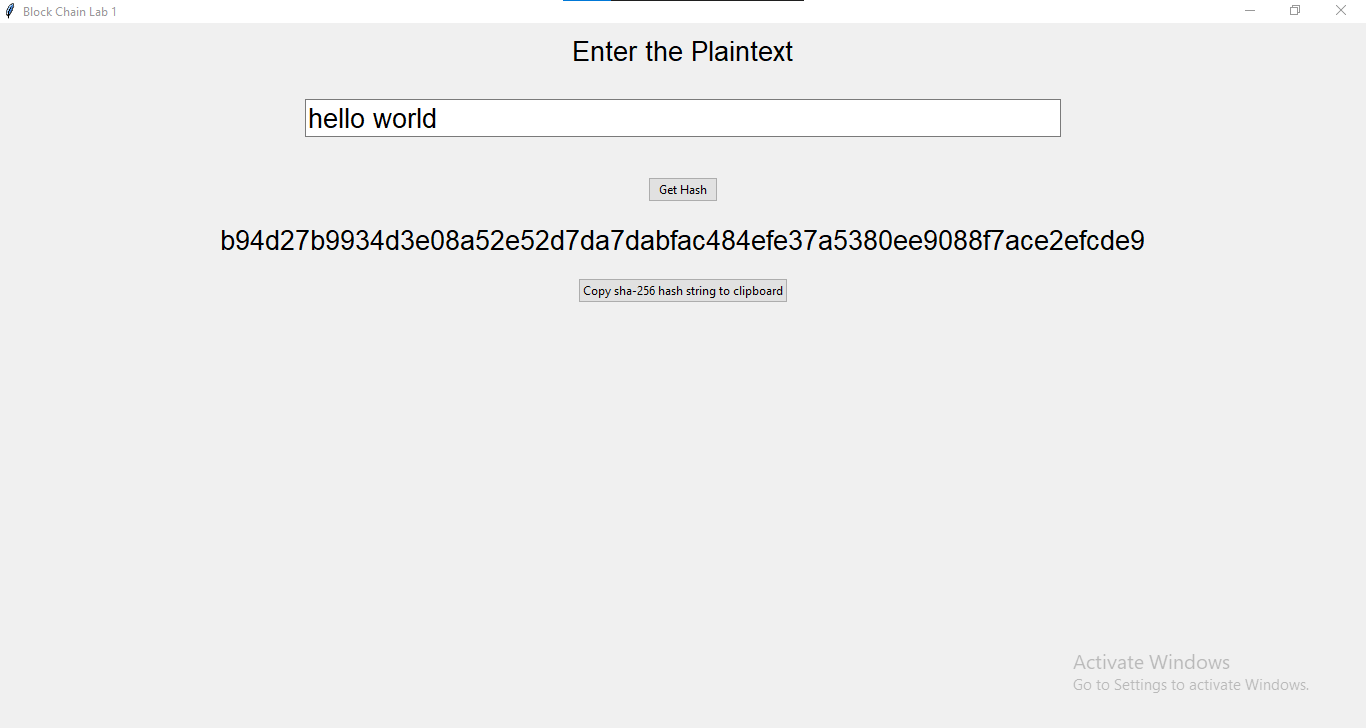 Block Chain Lab 1
Enter the Plaintext
hello world
Get Hash
b94d27b9934d3e08a52e52d7da7dabfac484efe37a5380ee9088f7ace2efcde9
Copy sha-256 hash string to clipboard
Activate Windows
Go to Settings to activate Windows.